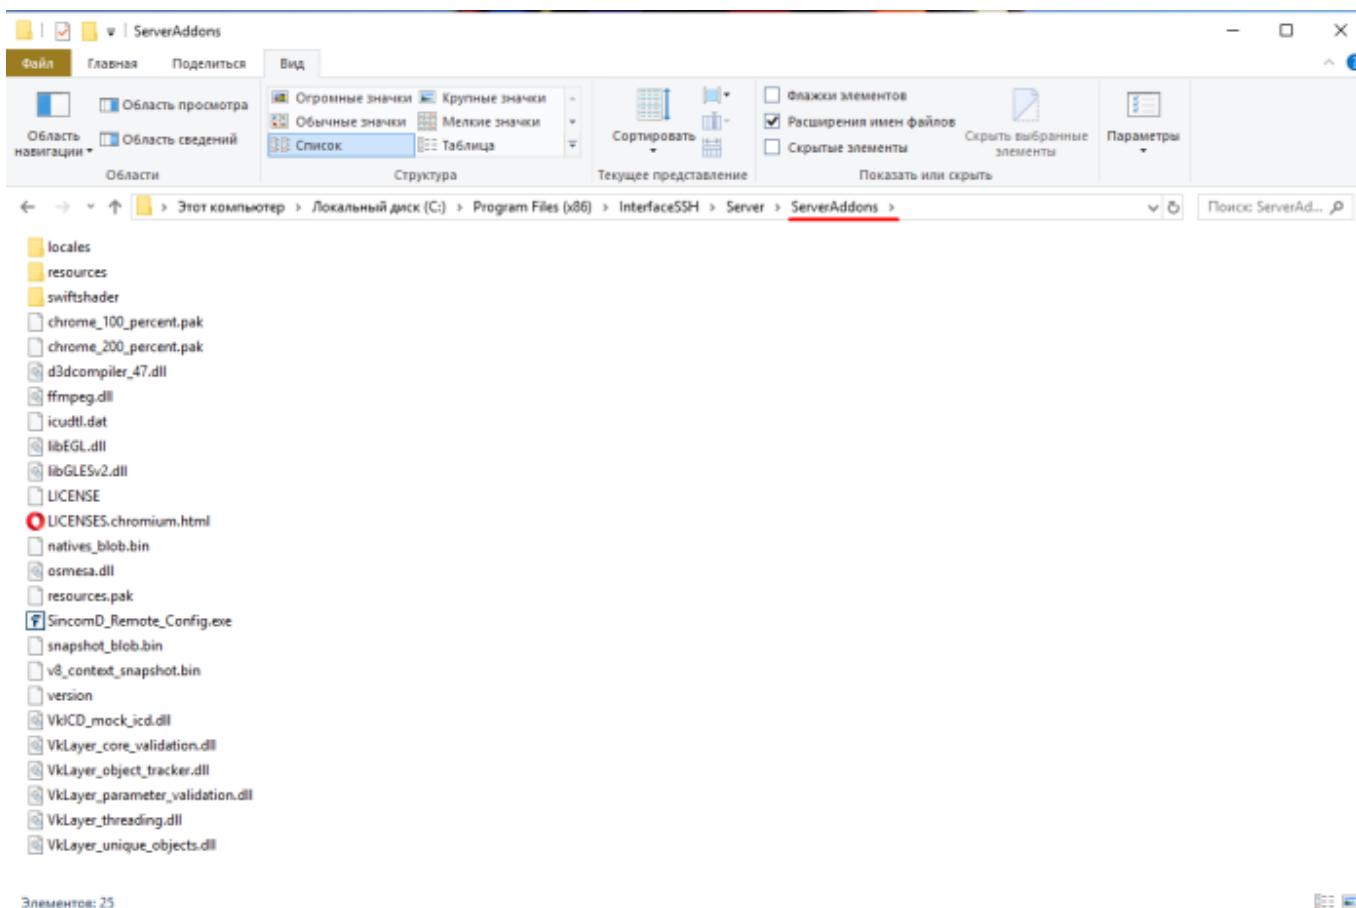 ServerAddons
Файл Главная Поделиться Вид
Область навигации
Область просмотра
Область сведений
Области
Огромные значки Крупные значки
Обычные значки Мелкие значки
Список Таблица
Структура
Сортировать
Текущее представление
Флажки элементов
Расширения имен файлов
Скрытые элементы
Скрыть выбранные элементы
Показать или скрыть
Параметры
Этот компьютер > Локальный диск (C:) > Program Files (x86) > InterfaceSSH > Server > ServerAddons >
Поиск: ServerAd...
locales
resources
swiftshader
chrome_100_percent.pak
chrome_200_percent.pak
d3dcompiler_47.dll
ffmpeg.dll
icudtl.dat
libEGL.dll
libGLESv2.dll
LICENSE
LICENSES.chromium.html
natives_blob.bin
osmesa.dll
resources.pak
SincomD_Remote_Config.exe
snapshot_blob.bin
v8_context_snapshot.bin
version
VkICD_mock_icd.dll
VkLayer_core_validation.dll
VkLayer_object_tracker.dll
VkLayer_parameter_validation.dll
VkLayer_threading.dll
VkLayer_unique_objects.dll
Элементов: 25